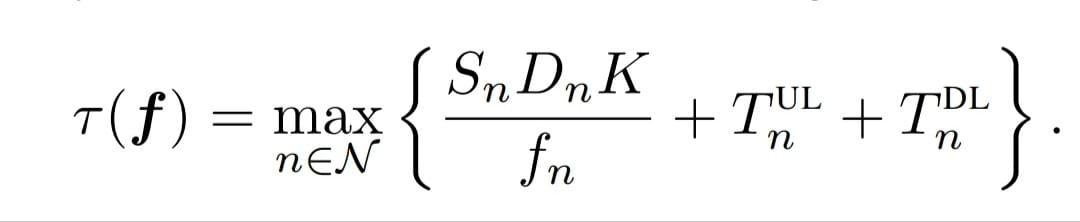 τ(f) = max_{n∈𝒩} { S_n D_n K / f_n + T_n^{UL} + T_n^{DL} } .